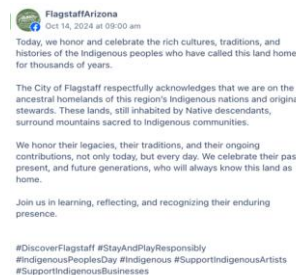 FlagstaffArizona
Oct 14, 2024 at 09:00 am
Today, we honor and celebrate the rich cultures, traditions, and
histories of the Indigenous peoples who have called this land home
for thousands of years.
The City of Flagstaff respectfully acknowledges that we are on the
ancestral homelands of this region's Indigenous nations and origina
stewards. These lands, still inhabited by Native descendants,
surround mountains sacred to Indigenous communities.
We honor their legacies, their traditions, and their ongoing
contributions, not only today, but every day. We celebrate their pas
present, and future generations, who will always know this land as
home.
Join us in learning, reflecting, and recognizing their enduring
presence.
#DiscoverFlagstaff #StayAndPlayResponsibly
#IndigenousPeoplesDay #Indigenous #SupportIndigenousArtists
#SupportIndigenousBusinesses